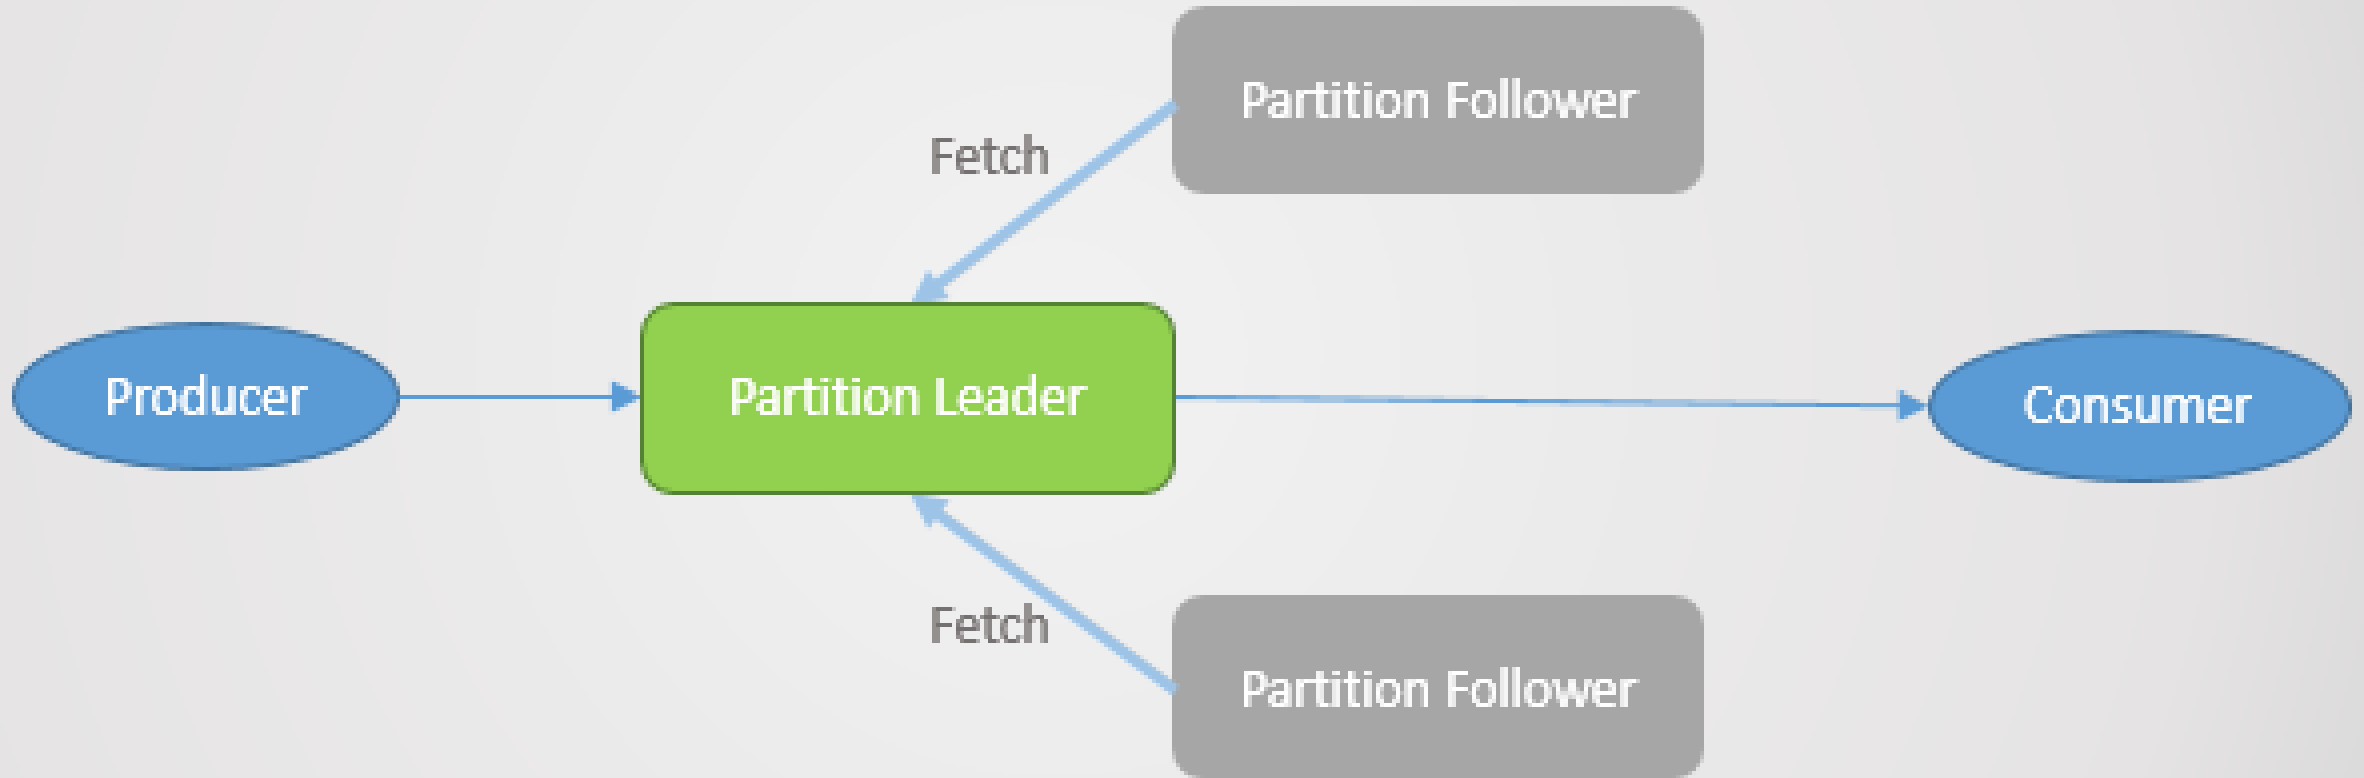 Partition Follower
Fetch
Producer
Partition Leader
Consumer
Fetch
Partition Follower